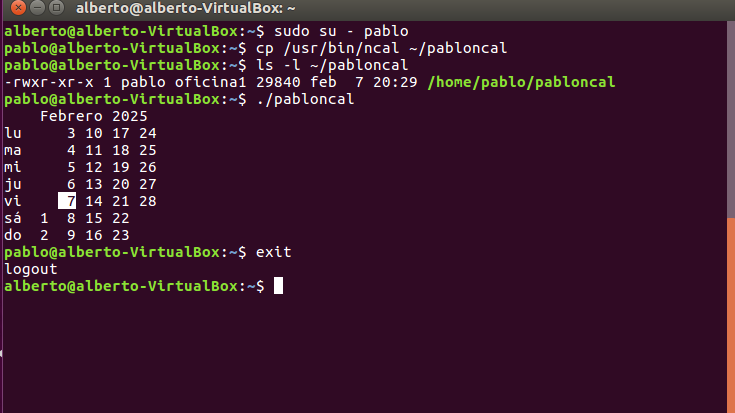 alberto@alberto-VirtualBox: ~
alberto@alberto-VirtualBox:~$ sudo su - pablo
pablo@alberto-VirtualBox:~$ cp /usr/bin/ncal ~/pabloncal
pablo@alberto-VirtualBox:~$ ls -l ~/pabloncal
-rwxr-xr-x 1 pablo oficina1 29840 feb  7 20:29 /home/pablo/pabloncal
pablo@alberto-VirtualBox:~$ ./pabloncal
    Febrero 2025
lu     3 10 17 24
ma     4 11 18 25
mi     5 12 19 26
ju     6 13 20 27
vi     7 14 21 28
sá  1  8 15 22
do  2  9 16 23
pablo@alberto-VirtualBox:~$ exit
logout
alberto@alberto-VirtualBox:~$